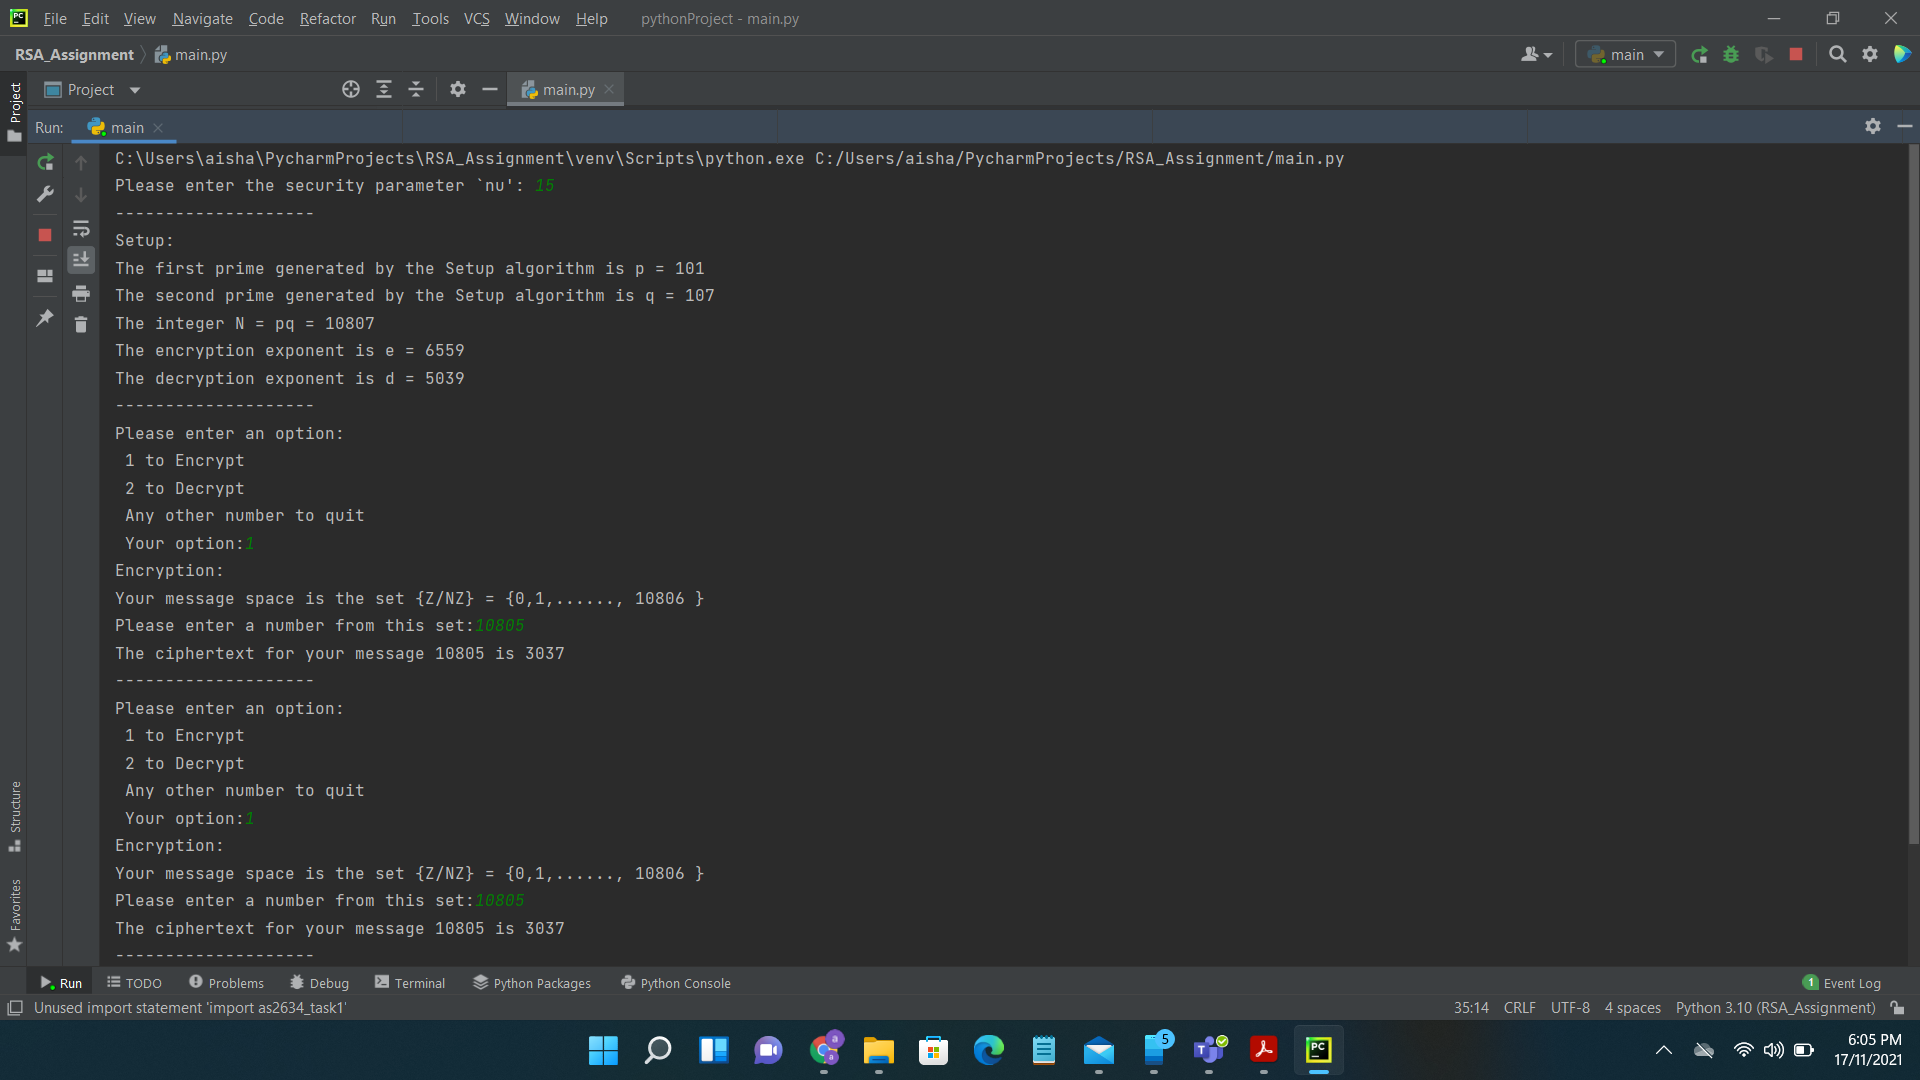 PC File Edit View Navigate Code Refactor Run Tools VCS Window Help pythonProject - main.py
RSA_Assignment main.py main
Project Project main.py
Run: main
C:\Users\aisha\PycharmProjects\RSA_Assignment\venv\Scripts\python.exe C:/Users/aisha/PycharmProjects/RSA_Assignment/main.py
Please enter the security parameter `nu': 15
--------------------
Setup:
The first prime generated by the Setup algorithm is p = 101
The second prime generated by the Setup algorithm is q = 107
The integer N = pq = 10807
The encryption exponent is e = 6559
The decryption exponent is d = 5039
--------------------
Please enter an option:
1 to Encrypt
2 to Decrypt
Any other number to quit
Your option:1
Encryption:
Your message space is the set {Z/NZ} = {0,1,......, 10806 }
Please enter a number from this set:10805
The ciphertext for your message 10805 is 3037
--------------------
Please enter an option:
1 to Encrypt
2 to Decrypt
Any other number to quit
Your option:1
Encryption:
Your message space is the set {Z/NZ} = {0,1,......, 10806 }
Please enter a number from this set:10805
The ciphertext for your message 10805 is 3037
--------------------
Structure
Favorites
Run TODO Problems Debug Terminal Python Packages Python Console 1 Event Log
Unused import statement 'import as2634_task1' 35:14 CRLF UTF-8 4 spaces Python 3.10 (RSA_Assignment)
a a 5 T PC 6:05 PM
17/11/2021